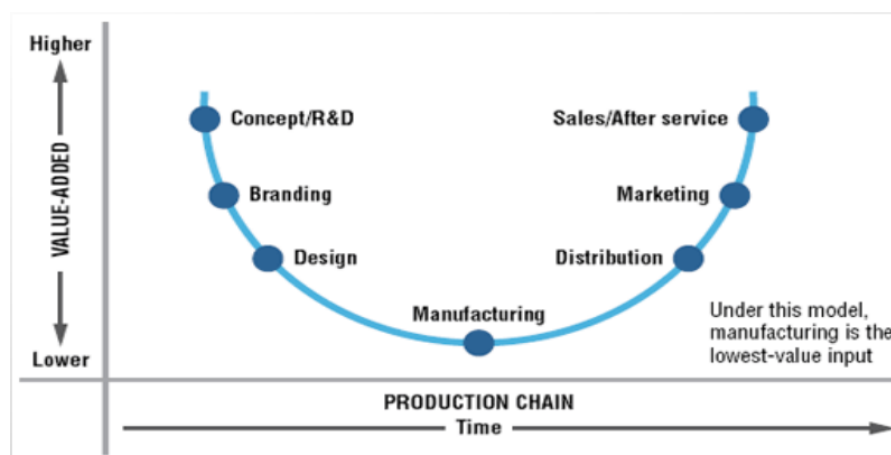 Higher
VALUE-ADDED
Lower
Concept/R&D
Branding
Design
Manufacturing
Distribution
Marketing
Sales/After service
Under this model,
manufacturing is the
lowest-value input
PRODUCTION CHAIN
Time